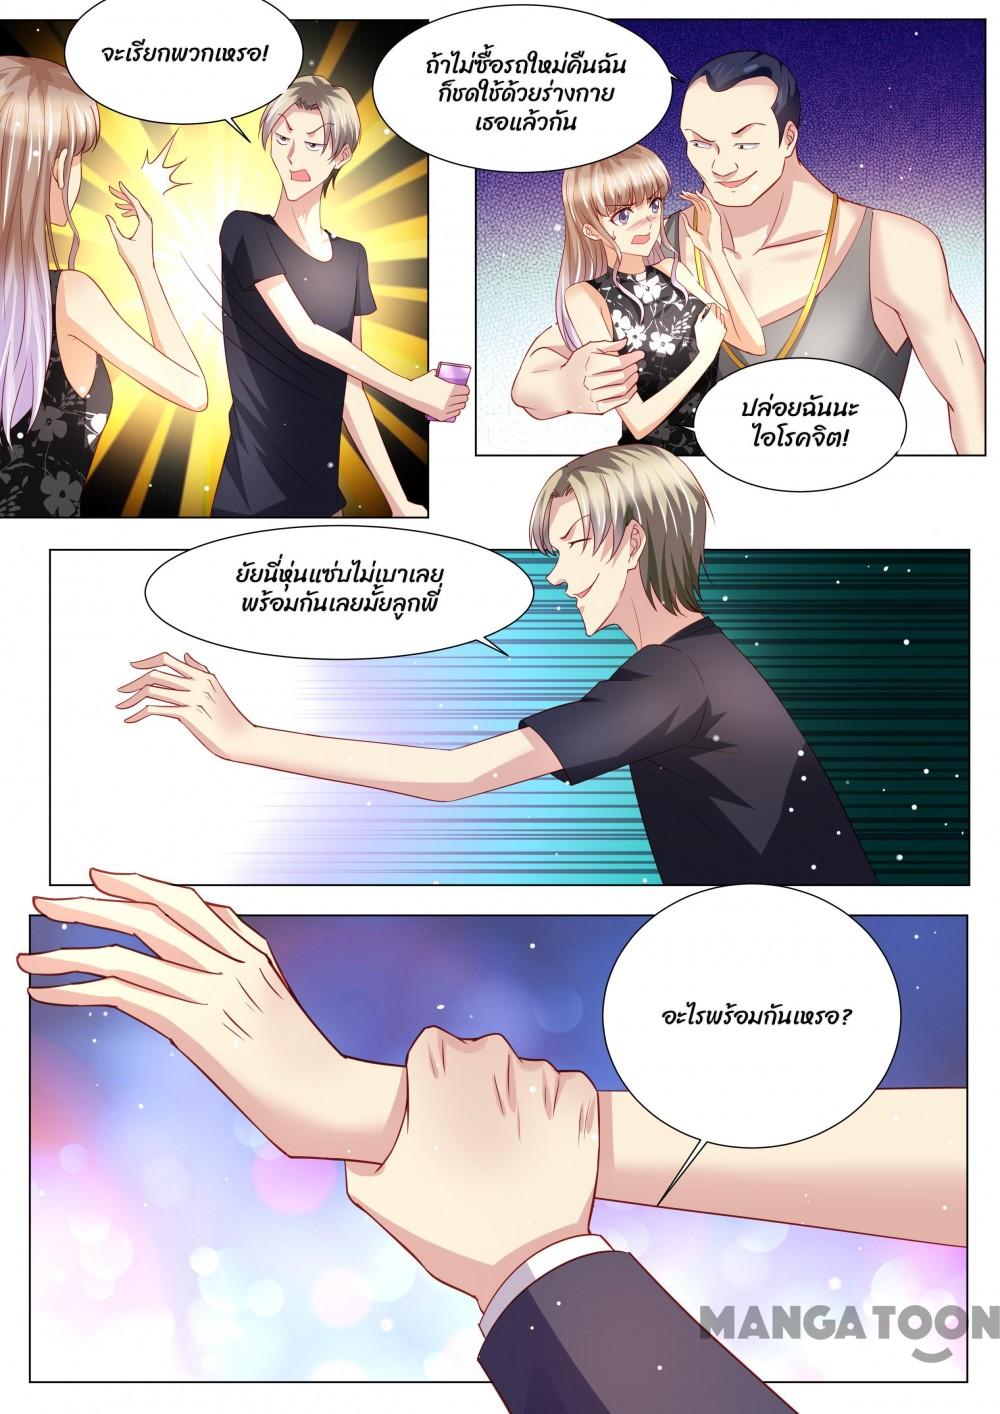 จะเรียกพวกเหรอ!
ถ้าไม่ซื้อรถใหม่คืนฉัน
ก็ชดใช้ด้วยร่างกาย
เธอแล้วกัน
ปล่อยฉันนะ
ไอโรคจิต!
ยัยนี่หุ่นแซ่บไม่เบาเลย
พร้อมกันเลยมั้ยลูกพี่
อะไรพร้อมกันเหรอ?
MANGATOON